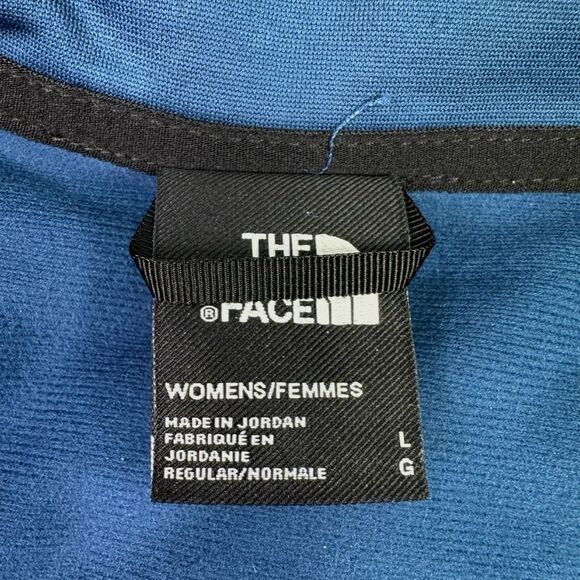 THE
® FACE
WOMENS/FEMMES
MADE IN JORDAN
FABRIQUÉ EN
JORDANIE
REGULAR/NORMALE
L
G